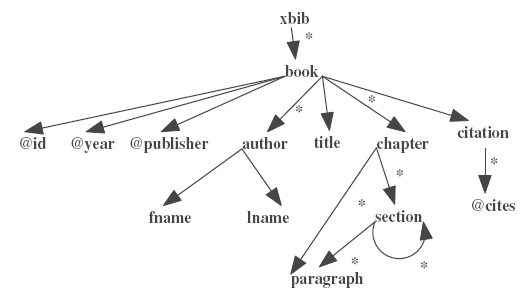 xbib
*
book
* *
@id @year @publisher author title chapter citation
* *
fname lname * section @cites
* *
paragraph